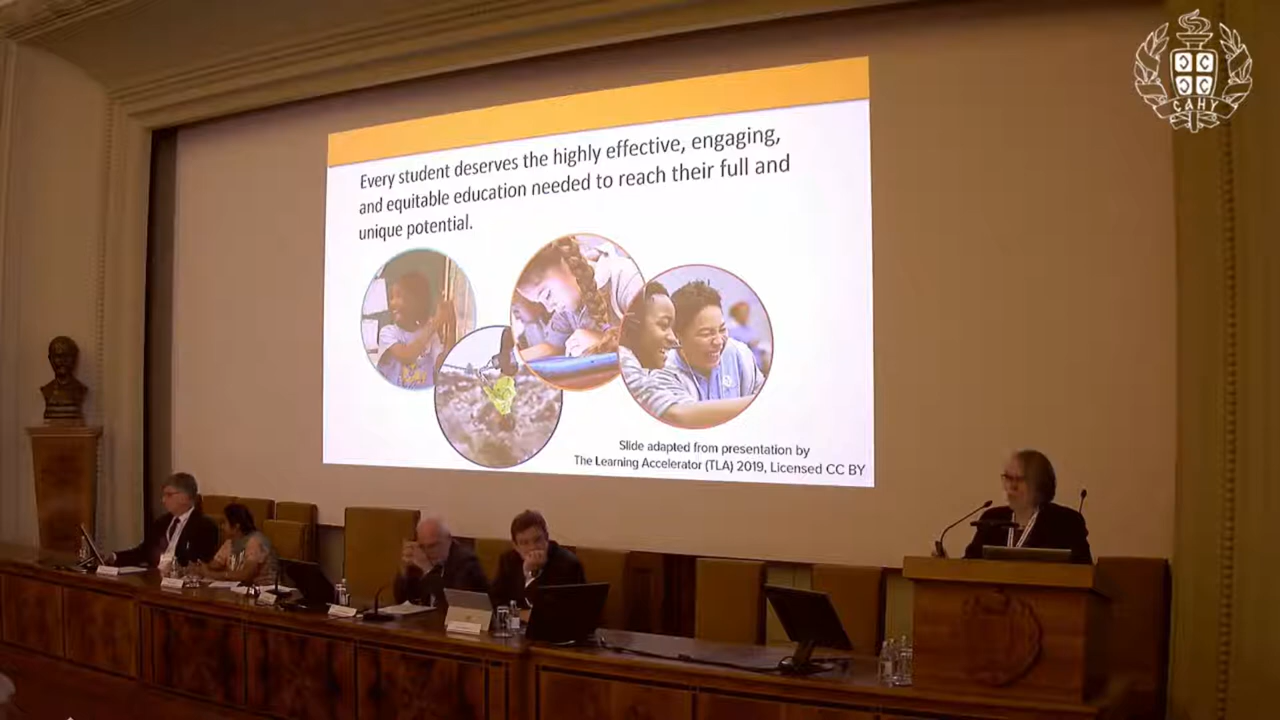 Every student deserves the highly effective, engaging,
and equitable education needed to reach their full and
unique potential.
Slide adapted from presentation by
The Learning Accelerator (TLA) 2019, Licensed CC BY
САНУ